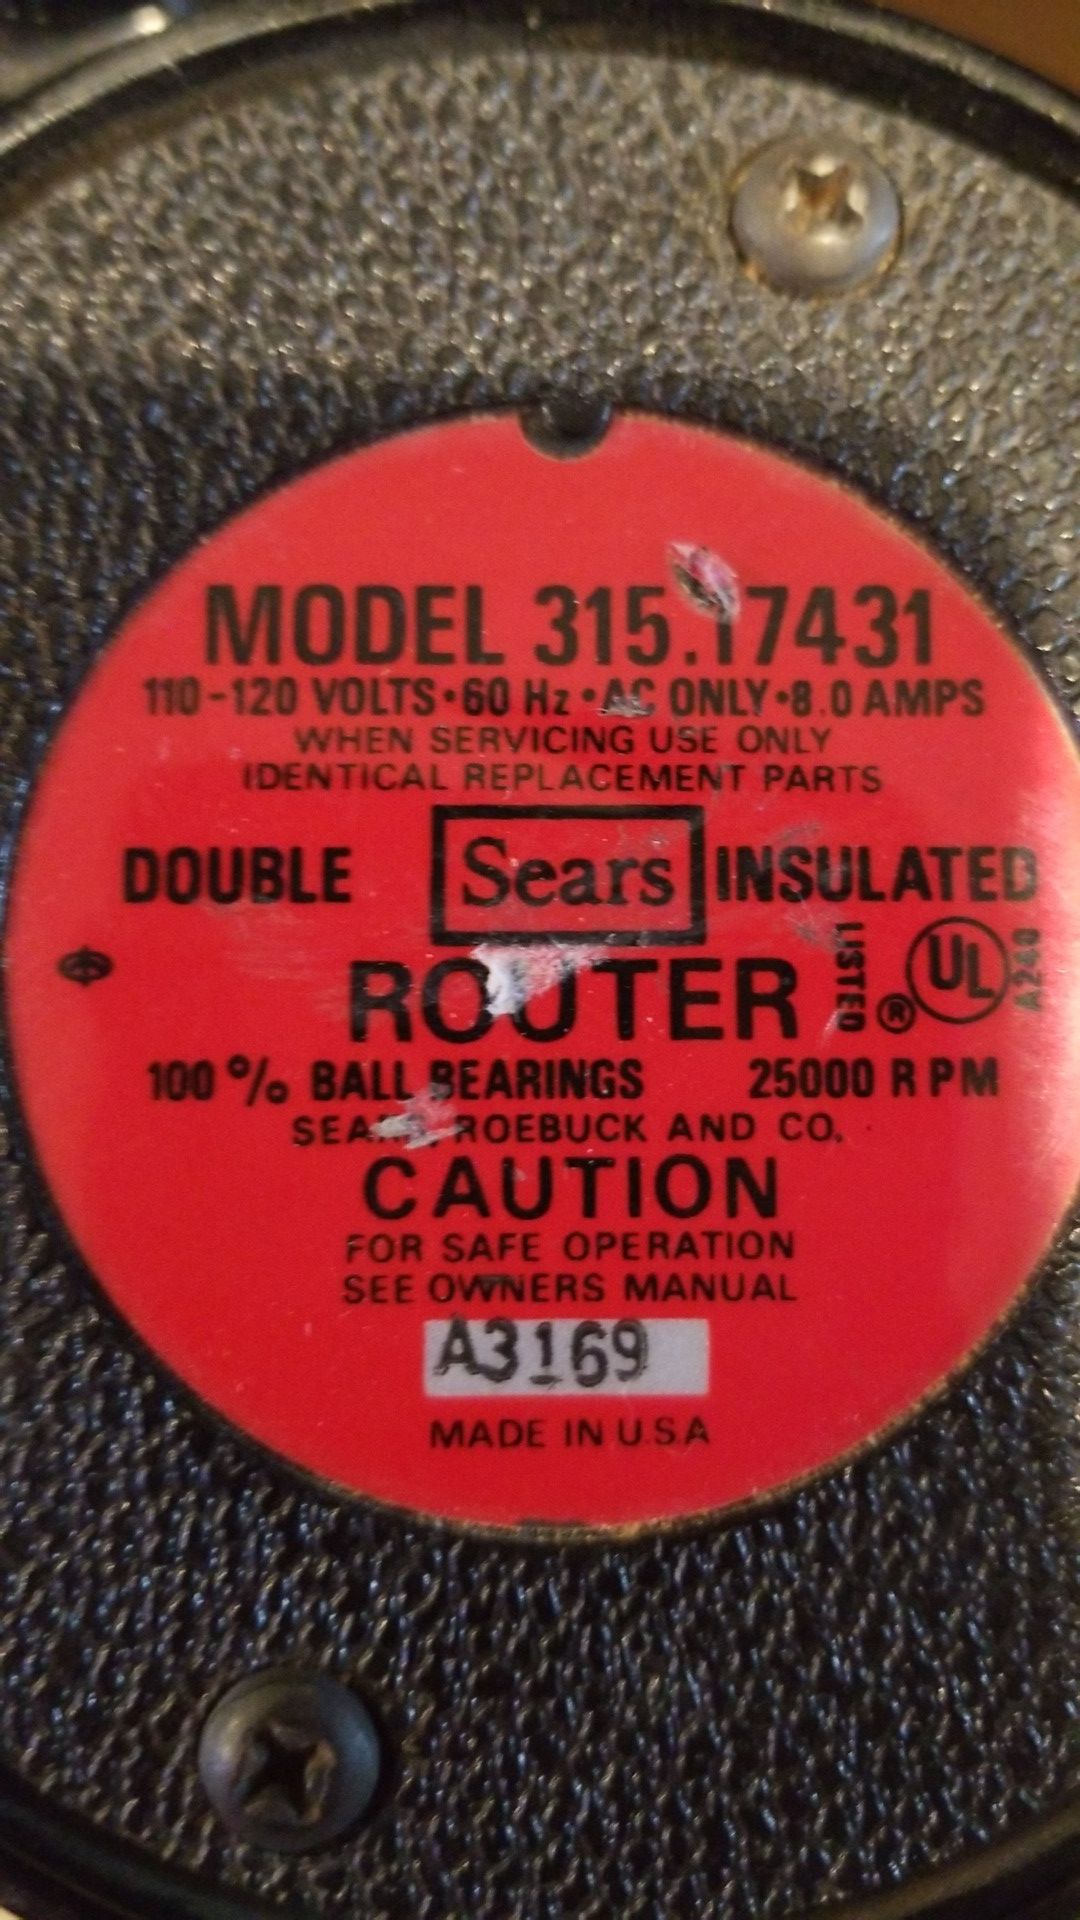 MODEL 315.17431
110-120 VOLTS•60 Hz•AC ONLY•8.0 AMPS
WHEN SERVICING USE ONLY
IDENTICAL REPLACEMENT PARTS
DOUBLE Sears INSULATED
ROUTER
LISTED ® UL A240
100% BALL BEARINGS 25000 RPM
SEARS, ROEBUCK AND CO.
CAUTION
FOR SAFE OPERATION
SEE OWNERS MANUAL
A3169
MADE IN U.S.A